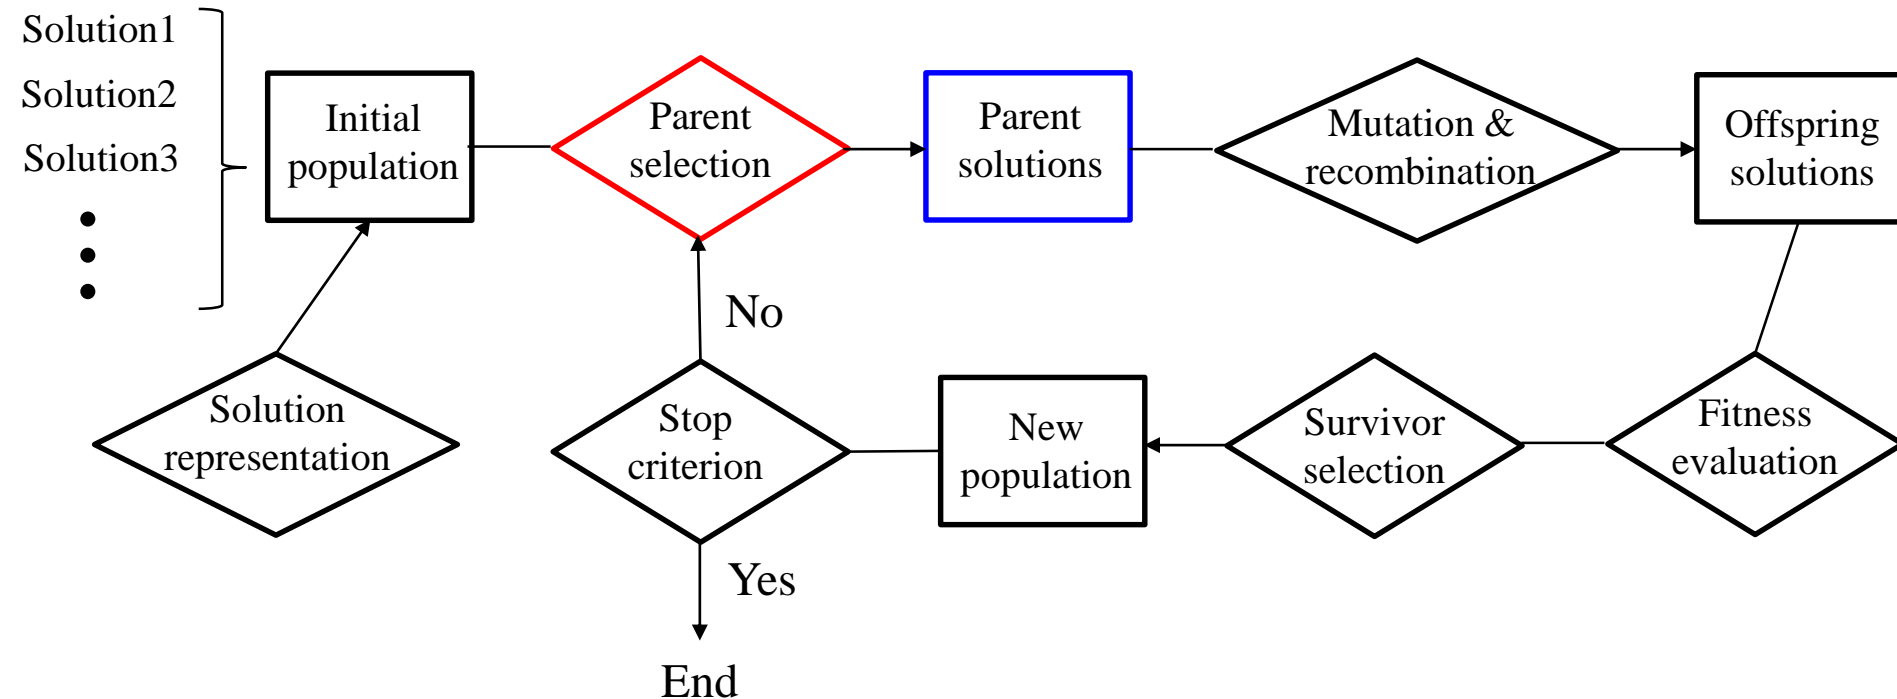 Solution1
Solution2
Solution3
Initial
population
Parent
selection
Parent
solutions
Mutation &
recombination
Offspring
solutions
No
Solution
representation
Stop
criterion
New
population
Survivor
selection
Fitness
evaluation
Yes
End